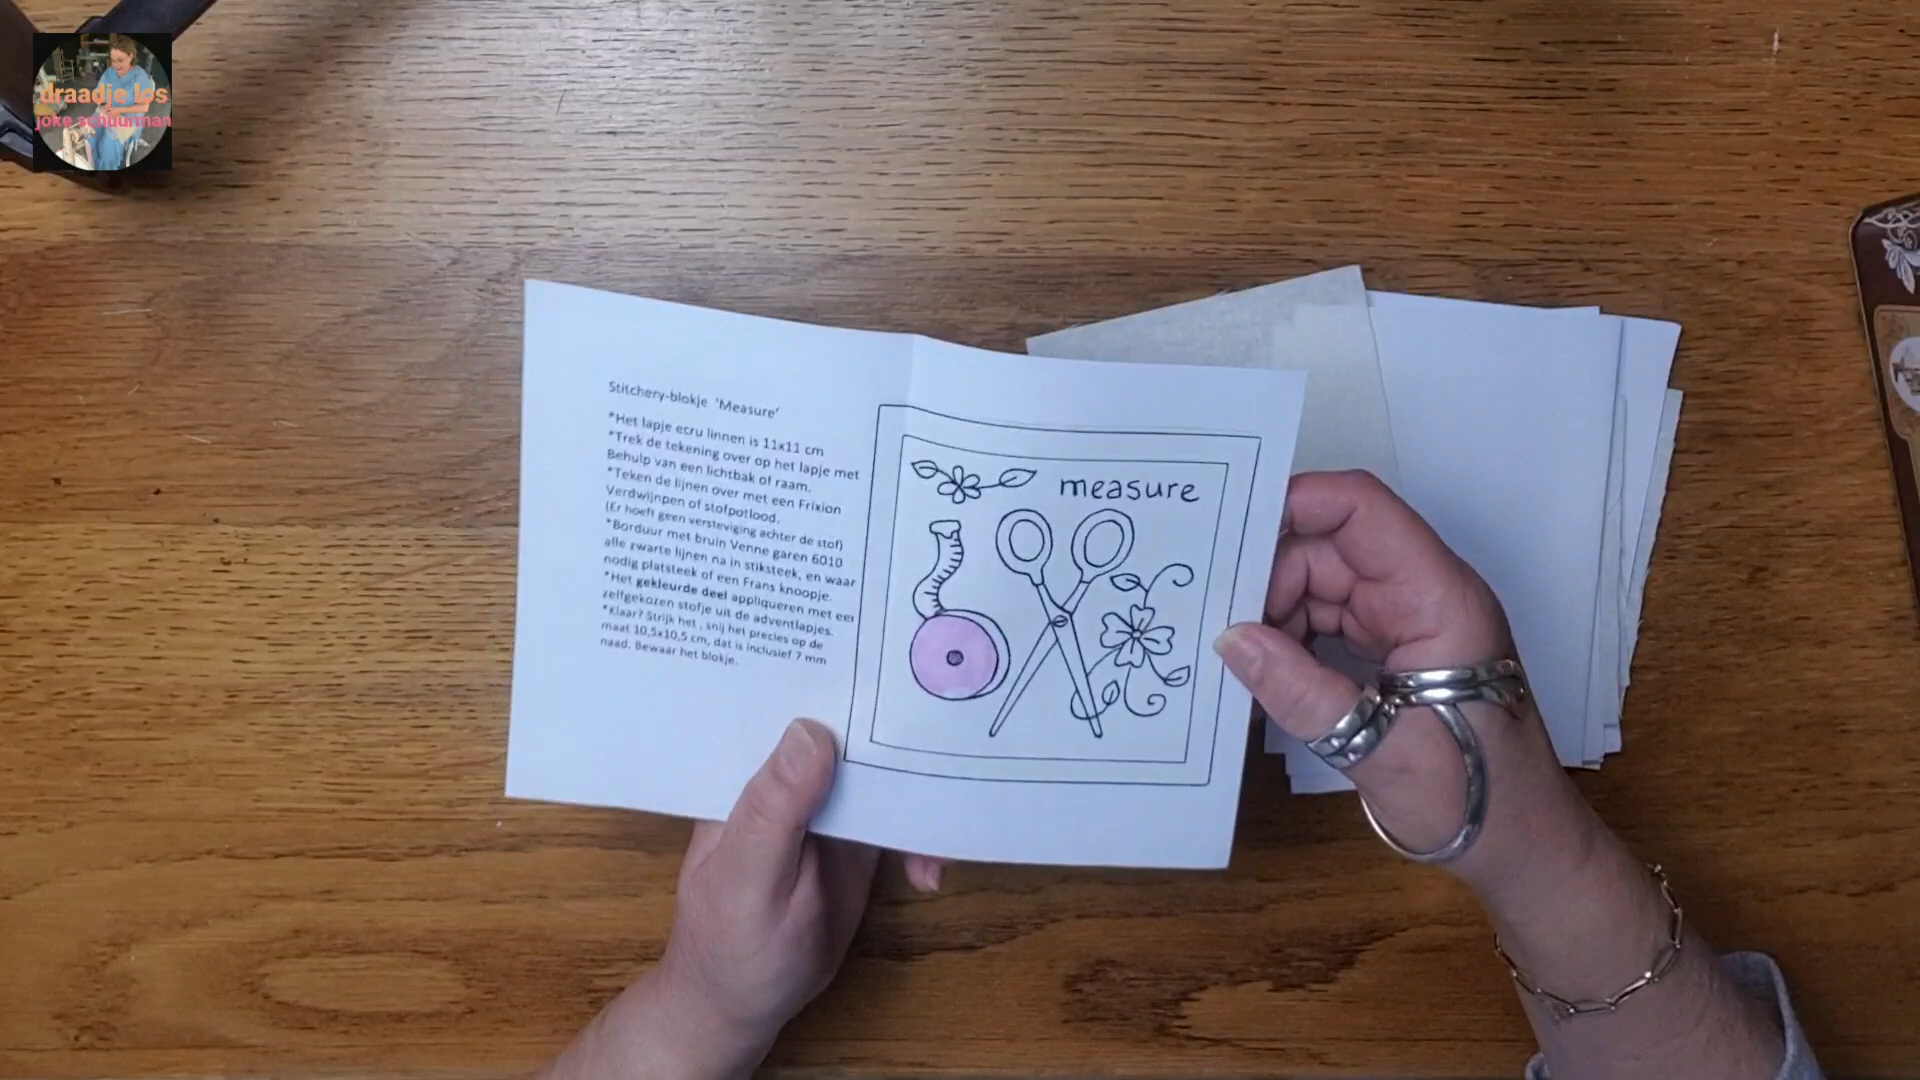 draadje los
joke schuurman
Stitchery-blokje 'Measure'
*Het lapje ecru linnen is 11x11 cm
*Trek de tekening over op het lapje met
Behulp van een lichtbak of raam.
*Teken de lijnen over met een Frixion
Verdwijnpen of stofpotlood.
(Er hoeft geen versteviging achter de stof)
*Borduur met bruin Venne garen 6010
alle zwarte lijnen na in stiksteek, en waar
nodig platsteek of een Frans knoopje.
*Het gekleurde deel appliqueren met een
zelfgekozen stofje uit de adventlapjes.
*Klaar? Strijk het , snij het precies op de
maat 10,5x10,5 cm, dat is inclusief 7 mm
naad. Bewaar het blokje.
measure